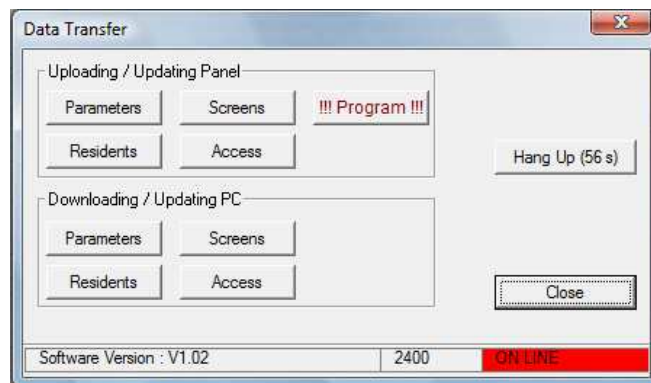 Data Transfer
Uploading / Updating Panel
Parameters Screens !!! Program !!!
Residents Access
Hang Up (56 s)
Downloading / Updating PC
Parameters Screens
Residents Access
Close
Software Version : V1.02 2400 ON LINE